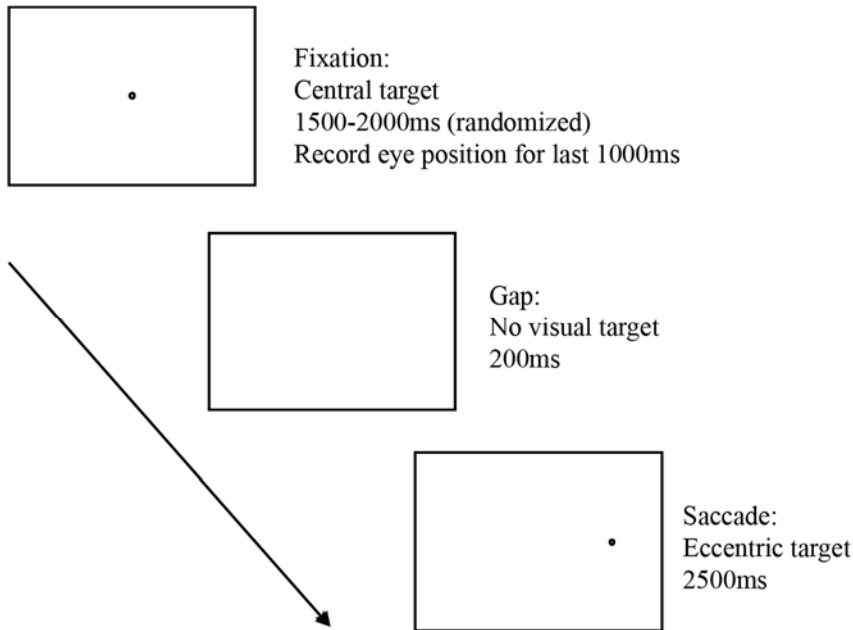 Fixation:
Central target
1500-2000ms (randomized)
Record eye position for last 1000ms
Gap:
No visual target
200ms
Saccade:
Eccentric target
2500ms